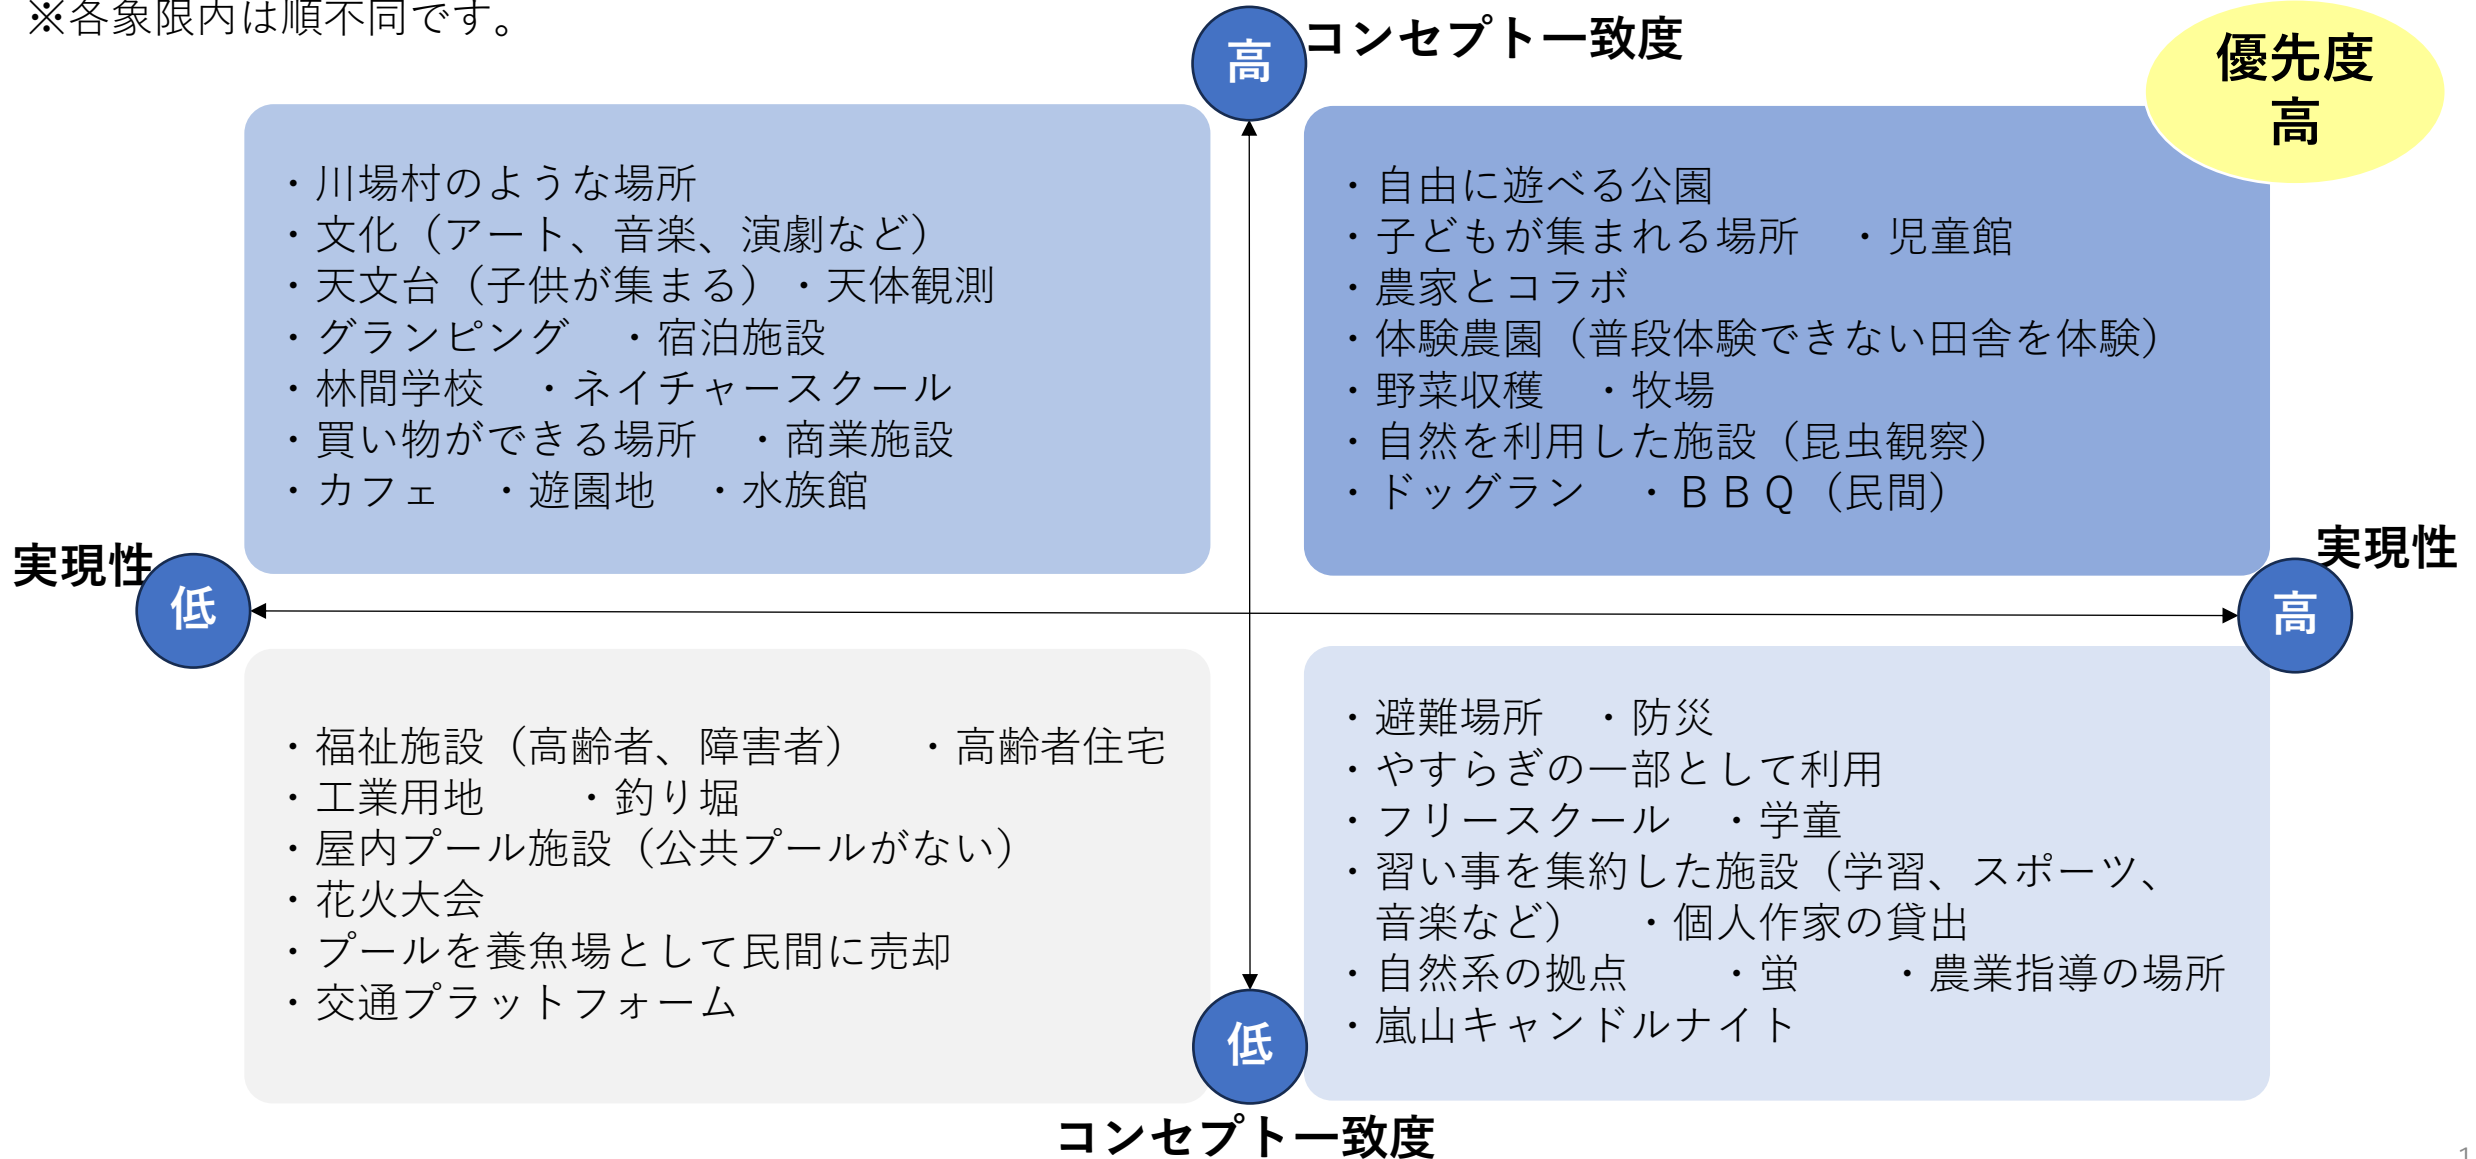 ※各象限内は順不同です。
高
コンセプト一致度
優先度
高
・川場村のような場所
・文化（アート、音楽、演劇など）
・天文台（子供が集まる）・天体観測
・グランピング　・宿泊施設
・林間学校　・ネイチャースクール
・買い物ができる場所　・商業施設
・カフェ　・遊園地　・水族館
・自由に遊べる公園
・子どもが集まれる場所　・児童館
・農家とコラボ
・体験農園（普段体験できない田舎を体験）
・野菜収穫　・牧場
・自然を利用した施設（昆虫観察）
・ドッグラン　・ＢＢＱ（民間）
実現性
低
実現性
高
・福祉施設（高齢者、障害者）　・高齢者住宅
・工業用地　　・釣り堀
・屋内プール施設（公共プールがない）
・花火大会
・プールを養魚場として民間に売却
・交通プラットフォーム
・避難場所　・防災
・やすらぎの一部として利用
・フリースクール　・学童
・習い事を集約した施設（学習、スポーツ、
音楽など）　・個人作家の貸出
・自然系の拠点　　・蛍　　・農業指導の場所
・嵐山キャンドルナイト
低
コンセプト一致度
1